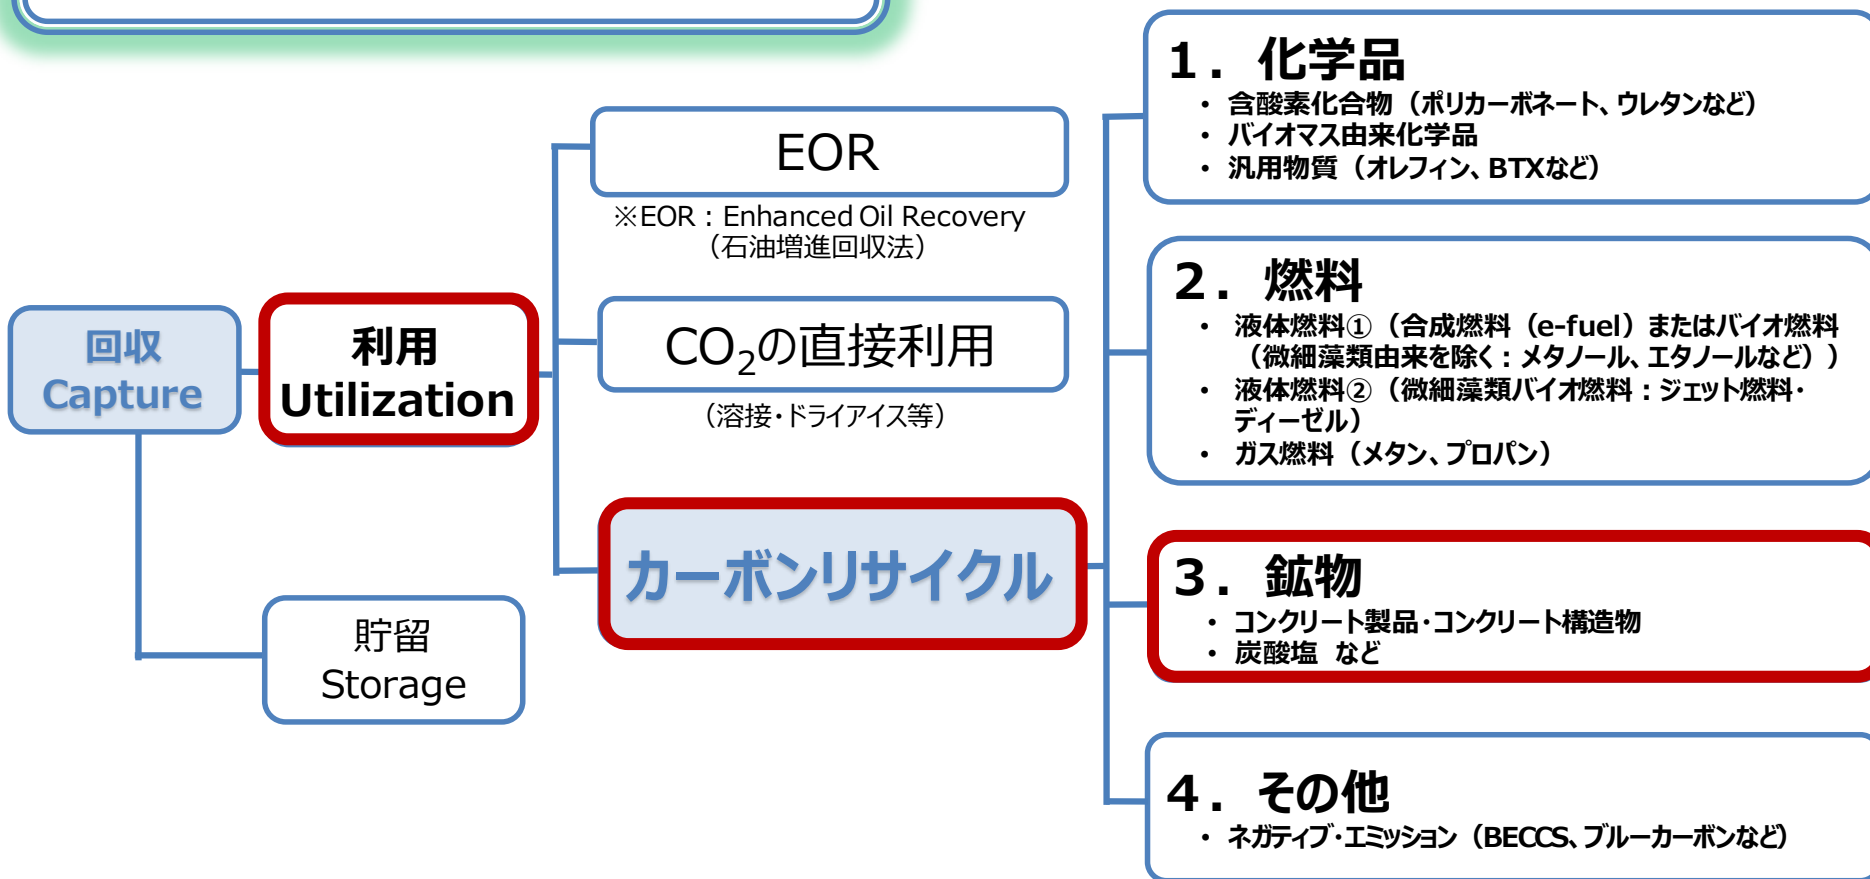 回収
Capture
利用
Utilization
貯留
Storage
EOR
※EOR：Enhanced Oil Recovery
（石油増進回収法）
CO₂の直接利用
（溶接・ドライアイス等）
カーボンリサイクル
１．化学品
・ 含酸素化合物（ポリカーボネート、ウレタンなど）
・ バイオマス由来化学品
・ 汎用物質（オレフィン、BTXなど）
２．燃料
・ 液体燃料①（合成燃料（e-fuel）またはバイオ燃料
（微細藻類由来を除く：メタノール、エタノールなど））
・ 液体燃料②（微細藻類バイオ燃料：ジェット燃料・
ディーゼル）
・ ガス燃料（メタン、プロパン）
３．鉱物
・ コンクリート製品・コンクリート構造物
・ 炭酸塩 など
４．その他
・ ネガティブ・エミッション（BECCS、ブルーカーボンなど）